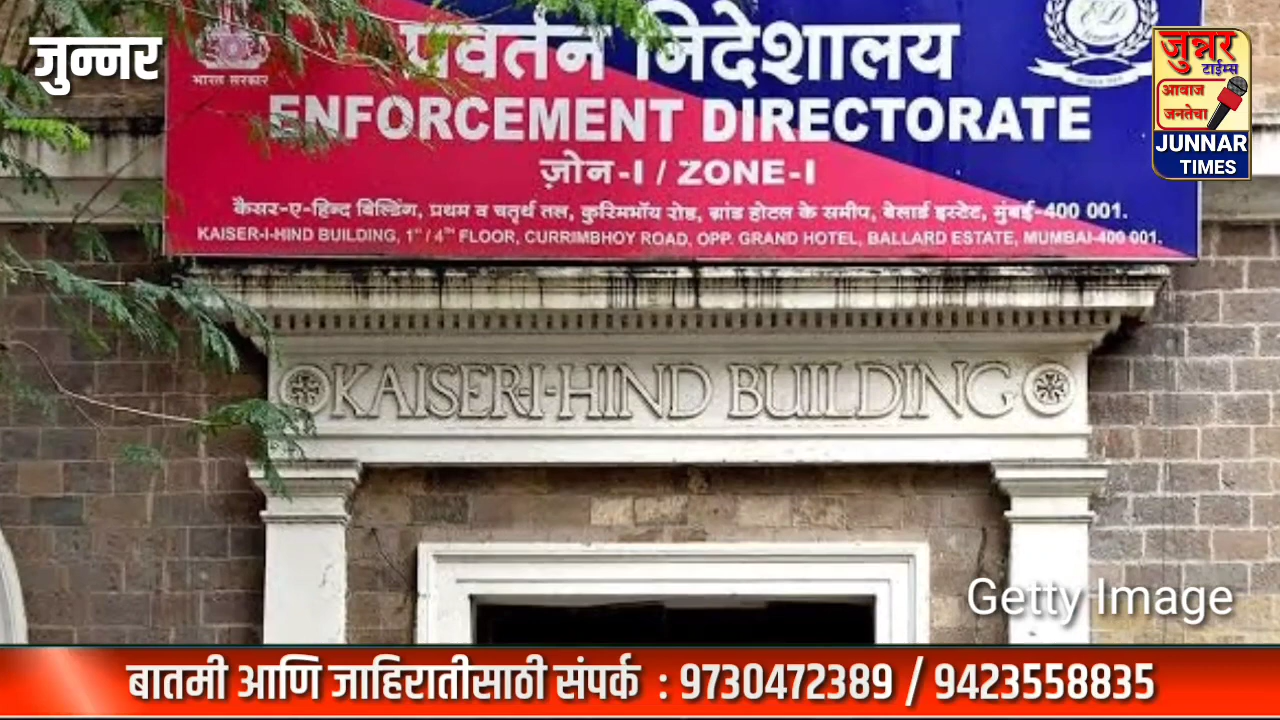 जुन्नर
प्रवर्तन निदेशालय
भारत सरकार
ENFORCEMENT DIRECTORATE
ज़ोन-I / ZONE-I
कैसर-ए-हिन्द बिल्डिंग, प्रथम व चतुर्थ तल, कुरिमभॉय रोड, ग्रांड होटल के समीप, बेलार्ड इस्टेट, मुंबई-400 001.
KAISER-I-HIND BUILDING, 1st / 4th FLOOR, CURRIMBHOY ROAD, OPP. GRAND HOTEL, BALLARD ESTATE, MUMBAI-400 001.
जुन्नर
टाईम्स
आवाज
जनतेचा
JUNNAR
TIMES
KAISER-I-HIND BUILDING
Getty Image
बातमी आणि जाहिरातीसाठी संपर्क : 9730472389 / 9423558835